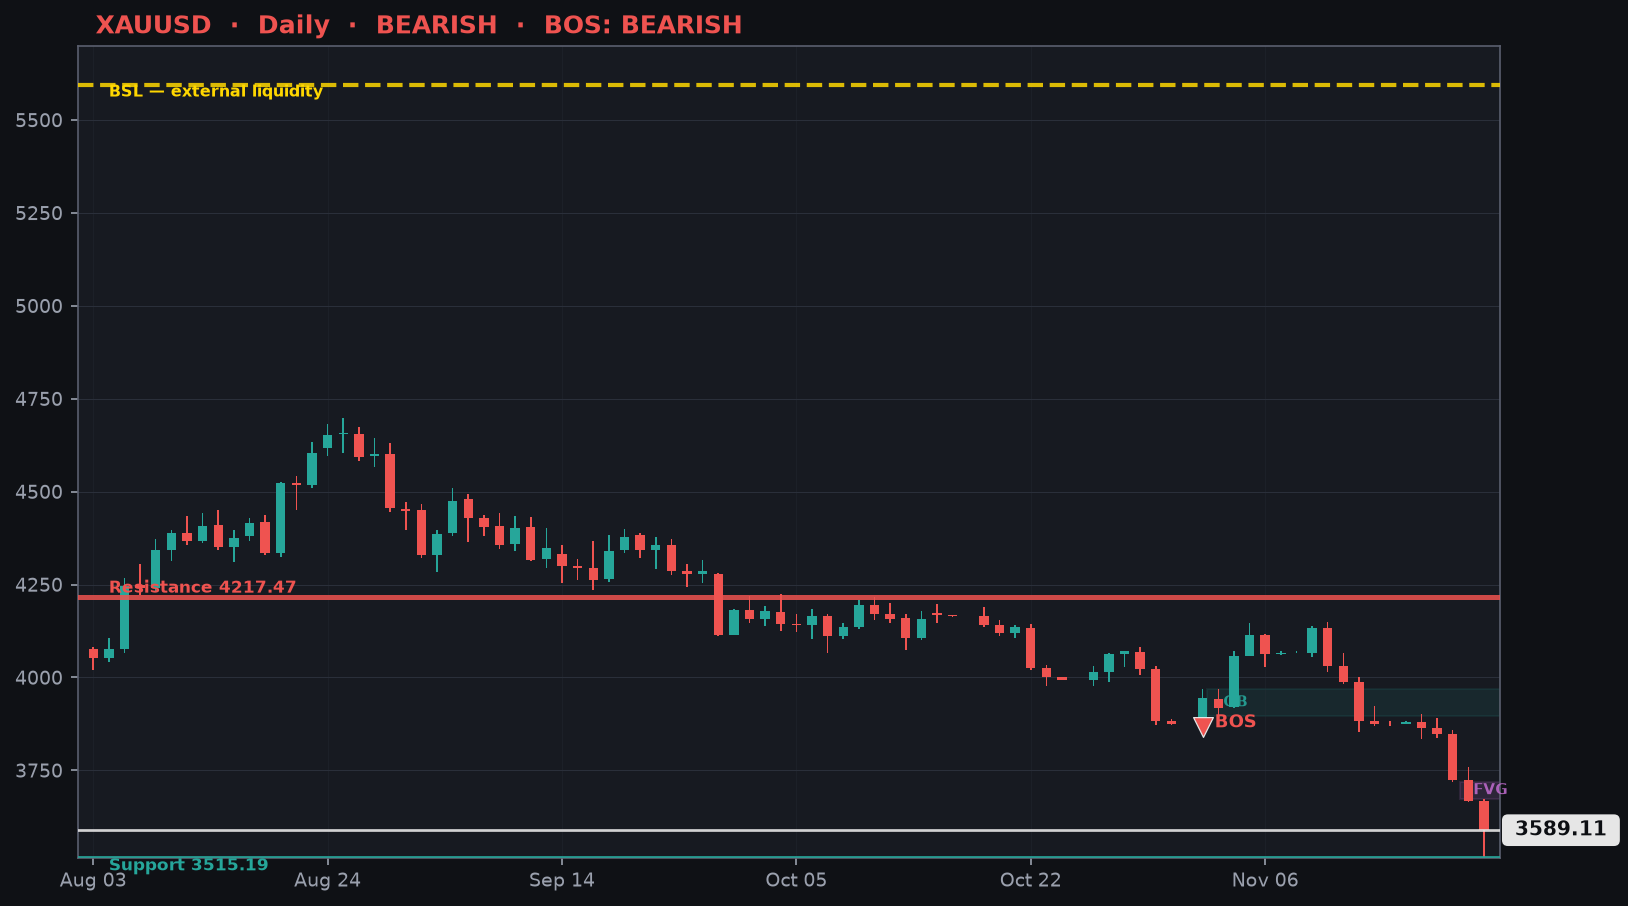 XAUUSD · Daily · BEARISH · BOS: BEARISH
BSL — external liquidity
5500
5250
5000
4750
4500
4250
Resistance 4217.47
4000
OB
BOS
3750
FVG
3589.11
Support 3515.19
Aug 03
Aug 24
Sep 14
Oct 05
Oct 22
Nov 06